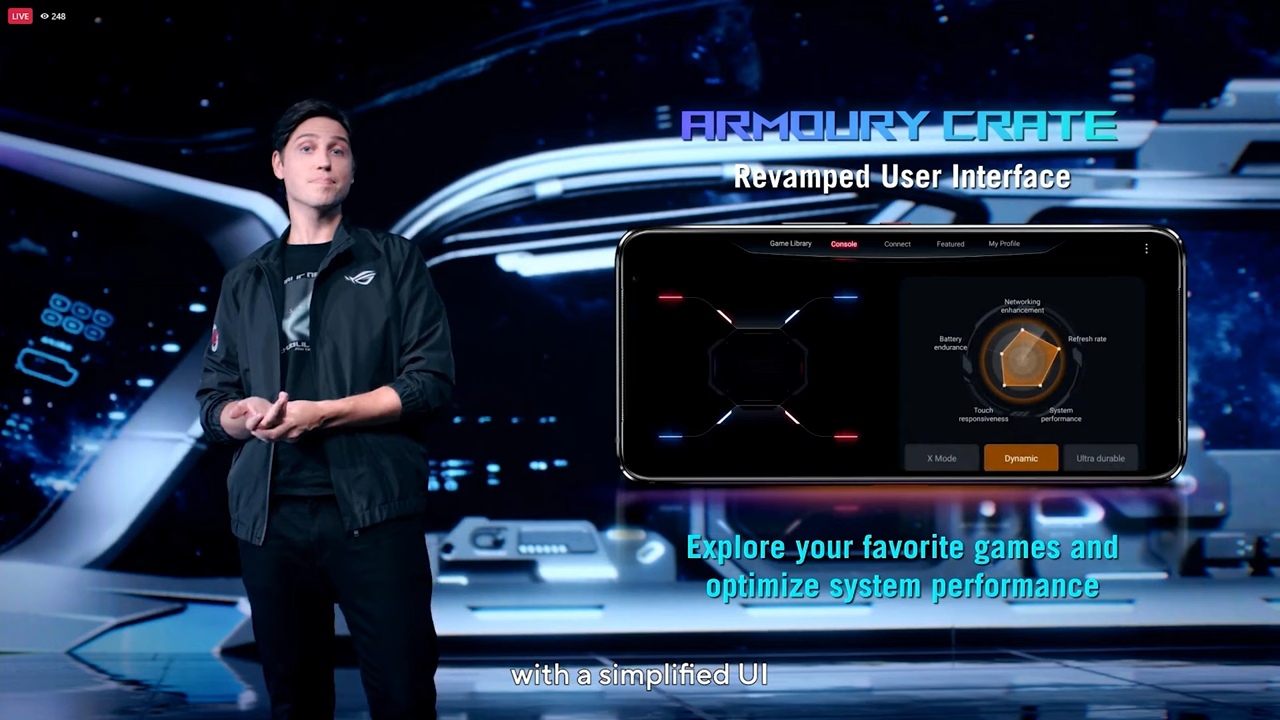 LIVE 248
ARMOURY CRATE
Revamped User Interface
Game Library Console Connect Featured My Profile
Networing
enhancement
Battery
endurance
Refresh rate
Touch
responsiveness
System
performance
X Mode Dynamic Ultra durable
Explore your favorite games and
optimize system performance
with a simplified UI